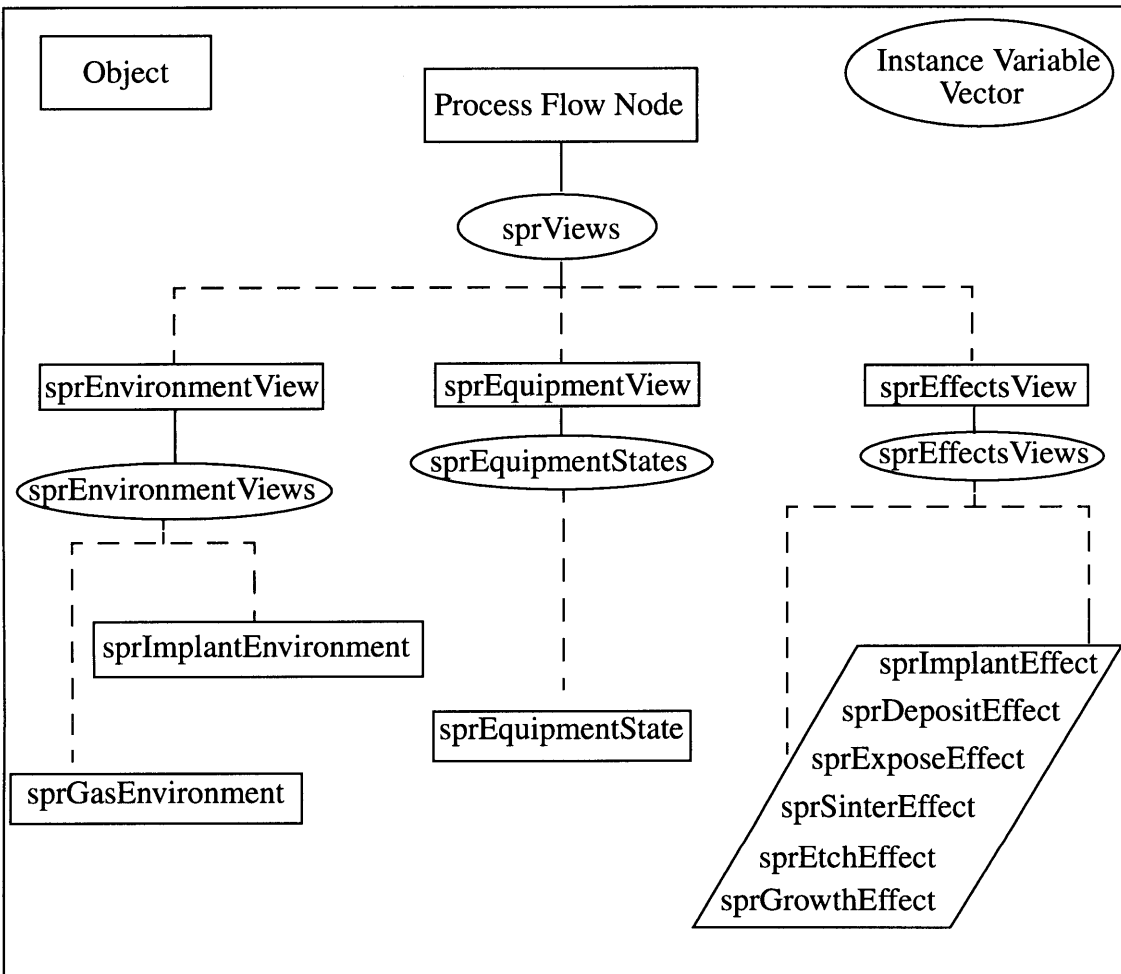 Object
Instance Variable
Vector
Process Flow Node
sprViews
sprEnvironmentView
sprEquipmentView
sprEffectsView
sprEnvironmentViews
sprEquipmentStates
sprEffectsViews
sprImplantEnvironment
sprGasEnvironment
sprEquipmentState
sprImplantEffect
sprDepositEffect
sprExposeEffect
sprSinterEffect
sprEtchEffect
sprGrowthEffect